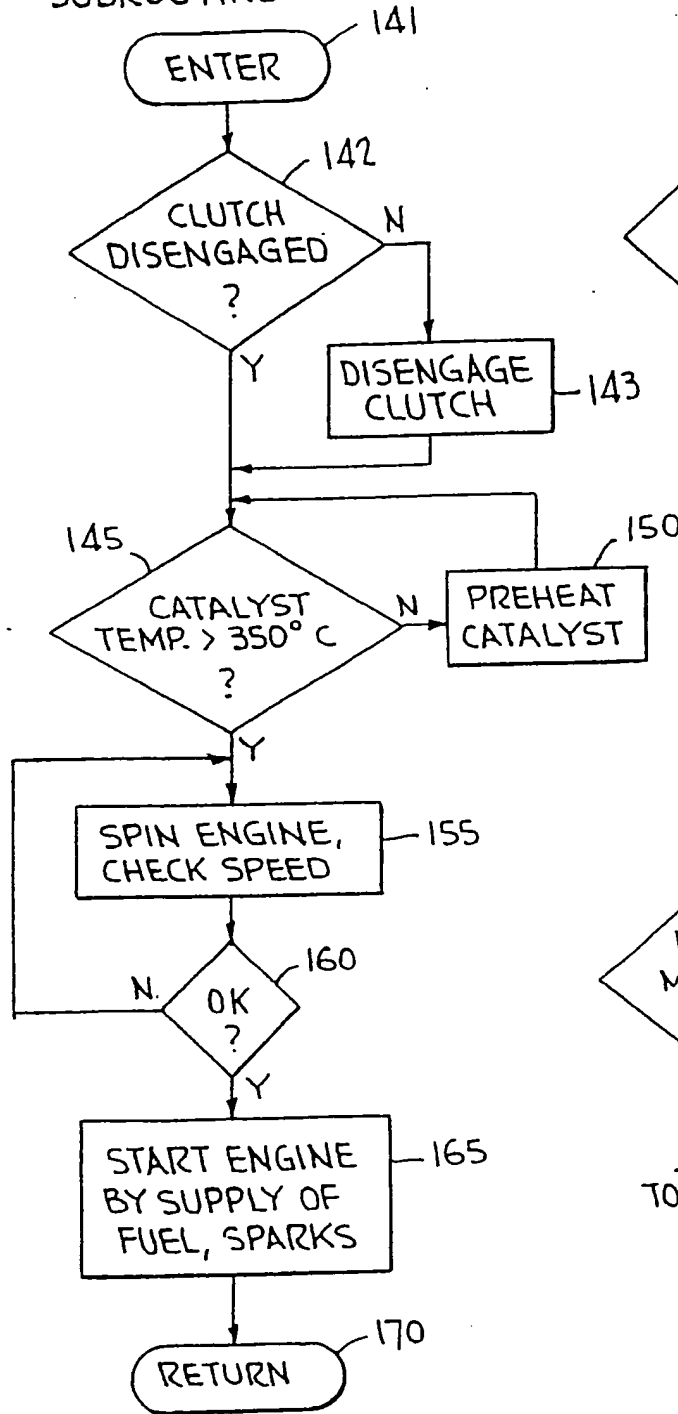 141
ENTER
142
CLUTCH
DISENGAGED
?
N
Y
DISENGAGE
CLUTCH
143
145
CATALYST
TEMP. > 350° C
?
N
150
PREHEAT
CATALYST
Y
SPIN ENGINE,
CHECK SPEED
155
160
N.
OK
?
Y
START ENGINE
BY SUPPLY OF
FUEL, SPARKS
165
TO
170
RETURN